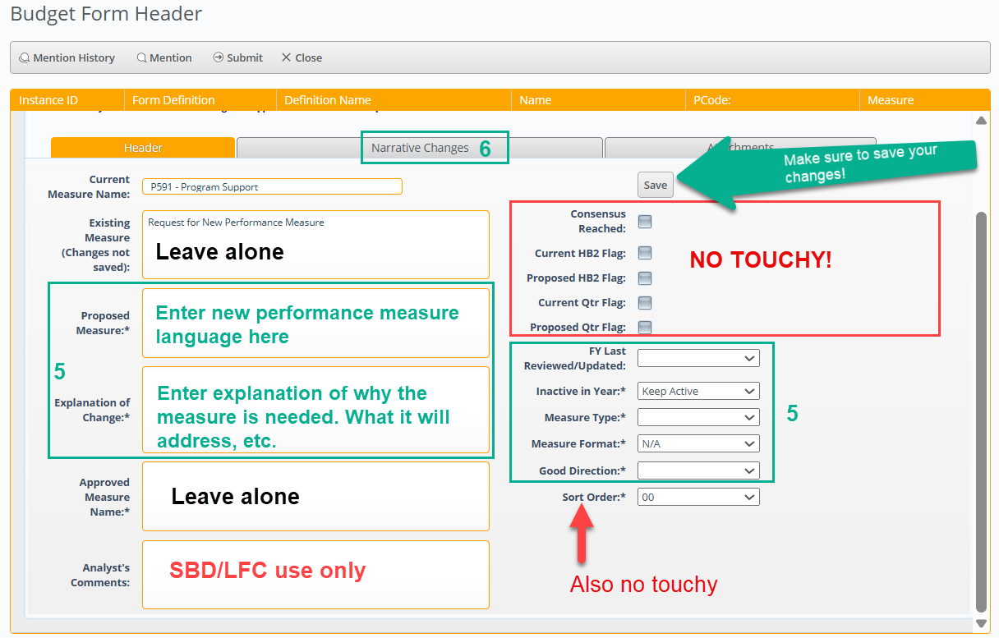 Budget Form Header
Mention History Mention Submit Close
Instance ID Form Definition Definition Name Name PCode: Measure
Header Narrative Changes 6
Make sure to save your
changes!
Current
Measure Name:
P591 - Program Support
Save
Existing
Measure
(Changes not
saved):
Request for New Performance Measure
Leave alone
Consensus
Reached:
Current HB2 Flag:
Proposed HB2 Flag:
Current Qtr Flag:
Proposed Qtr Flag:
NO TOUCHY!
5
Proposed
Measure:*
Enter new performance measure
language here
Explanation of
Change:*
Enter explanation of why the
measure is needed. What it will
address, etc.
FY Last
Reviewed/Updated:
Inactive in Year:* Keep Active
Measure Type:*
Measure Format:* N/A
Good Direction:*
5
Approved
Measure
Name:*
Leave alone
Sort Order:* 00
Analyst's
Comments:
SBD/LFC use only
Also no touchy